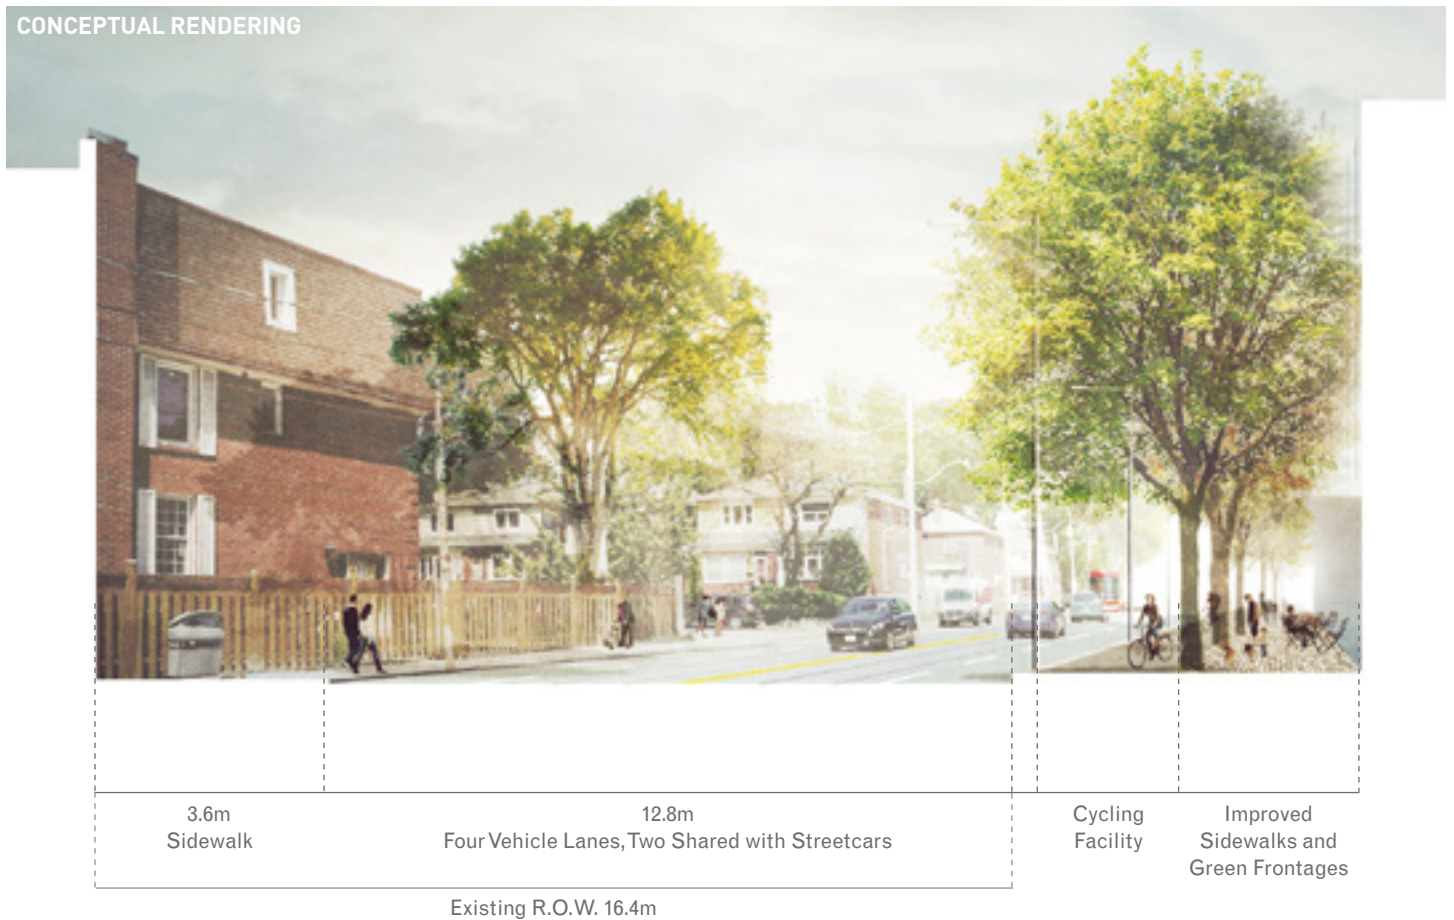 CONCEPTUAL RENDERING
3.6m
Sidewalk
12.8m
Four Vehicle Lanes, Two Shared with Streetcars
Cycling
Facility
Improved
Sidewalks and
Green Frontages
Existing R.O.W. 16.4m